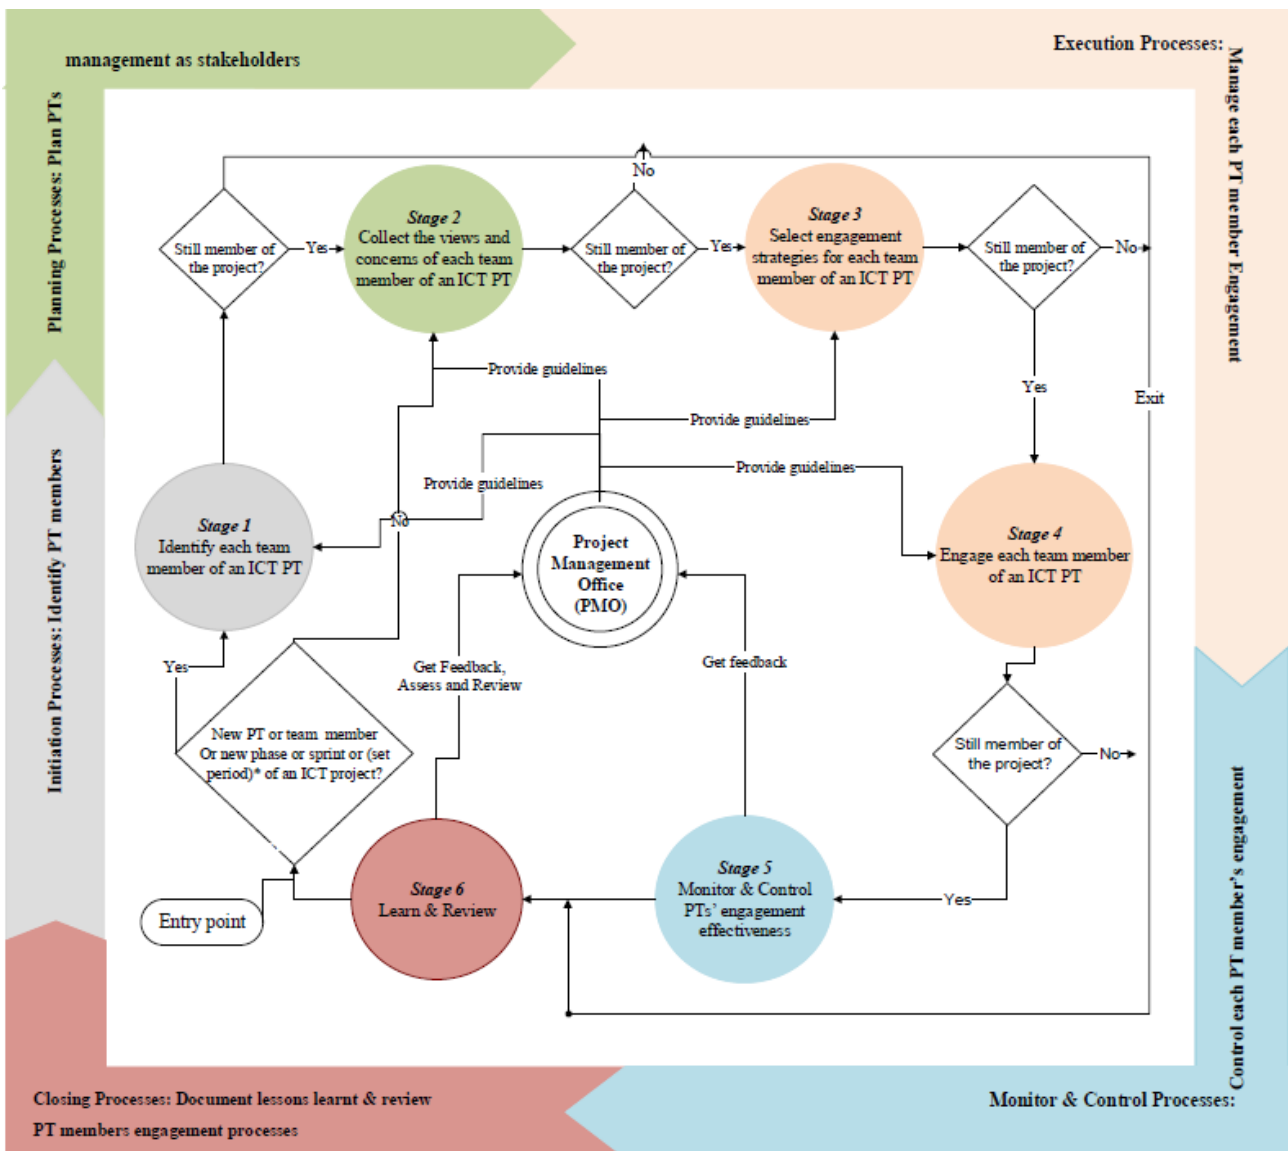 management as stakeholders
Execution Processes:
Planning Processes: Plan PTs
Manage each PT member Engagement
No
Still member of
the project?
Yes
Stage 2
Collect the views and
concerns of each team
member of an ICT PT
Still member of
the project?
Yes
Stage 3
Select engagement
strategies for each team
member of an ICT PT
Still member of
the project?
No
Provide guidelines
Yes
Exit
Provide guidelines
Provide guidelines
Provide guidelines
Initiation Processes: Identify PT members
Stage 1
Identify each team
member of an ICT PT
No
Project
Management
Office
(PMO)
Stage 4
Engage each team member
of an ICT PT
Yes
Get Feedback,
Assess and Review
Get feedback
New PT or team member
Or new phase or sprint or (set
period)* of an ICT project?
Still member of
the project?
No
Control each PT member's engagement
Stage 5
Monitor & Control
PTs' engagement
effectiveness
Yes
Stage 6
Learn & Review
Entry point
Closing Processes: Document lessons learnt & review
PT members engagement processes
Monitor & Control Processes: